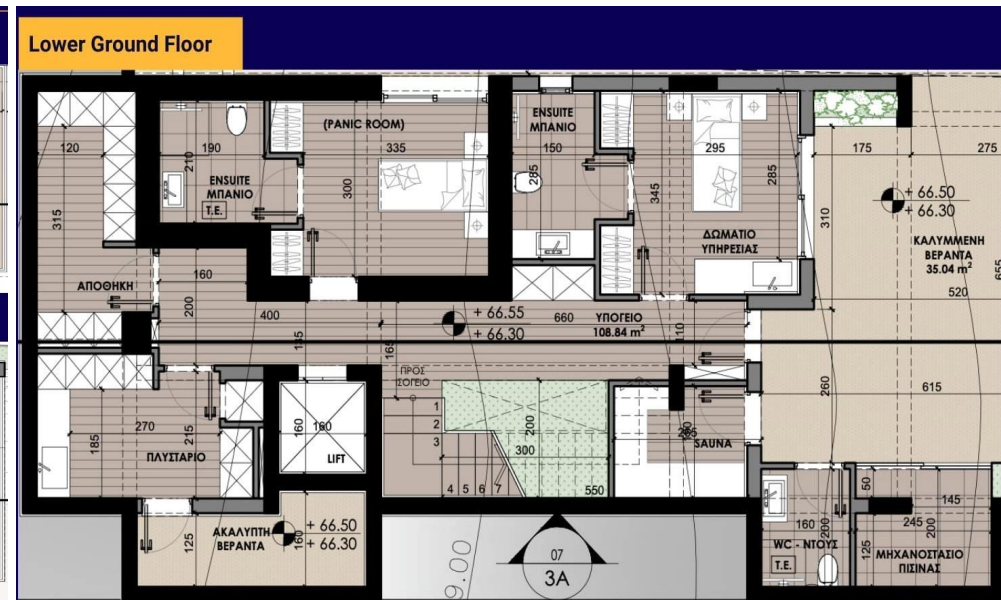 Lower Ground Floor
(PANIC ROOM)
ENSUITE
ΜΠΑΝΙΟ
120
190
210
335
150
285
295
285
175
275
345
300
ENSUITE
ΜΠΑΝΙΟ
Τ.Ε.
+ 66.50
+ 66.30
315
310
ΔΩΜΑΤΙΟ
ΥΠΗΡΕΣΙΑΣ
ΚΑΛΥΜΜΕΝΗ
ΒΕΡΑΝΤΑ
35.04 m²
655
160
ΑΠΟΘΗΚΗ
200
520
400
+ 66.55
+ 66.30
660
ΥΠΟΓΕΙΟ
108.84 m²
110
165
ΠΡΟΣ
ΙΣΟΓΕΙΟ
260
615
1
2
3
4 5 6 7
200
300
550
270
185
215
ΠΛΥΣΤΑΡΙΟ
160
160
LIFT
SAUNA
50
145
ΑΚΑΛΥΠΤΗ
ΒΕΡΑΝΤΑ
125
160
+ 66.50
+ 66.30
9.00
07
3A
160
200
WC - ΝΤΟΥΣ
Τ.Ε.
125
245
200
ΜΗΧΑΝΟΣΤΑΣΙΟ
ΠΙΣΙΝΑΣ